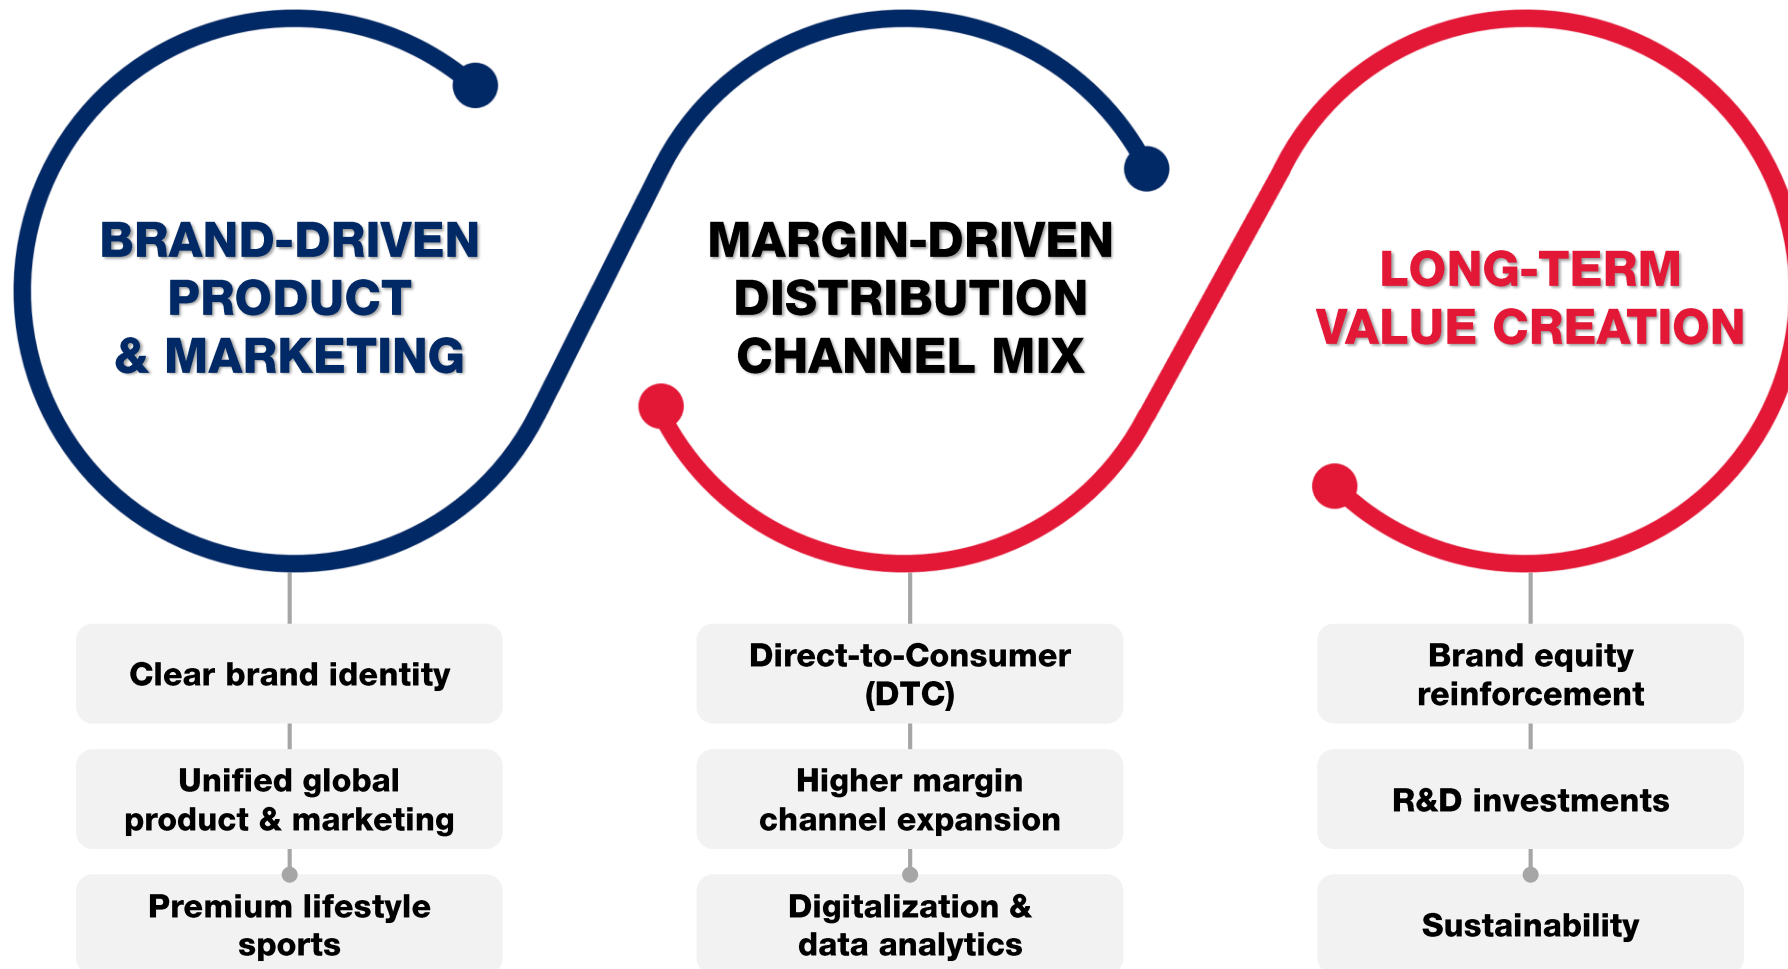 BRAND-DRIVEN
PRODUCT
& MARKETING
Clear brand identity
Unified global
product & marketing
Premium lifestyle
sports
MARGIN-DRIVEN
DISTRIBUTION
CHANNEL MIX
Direct-to-Consumer
(DTC)
Higher margin
channel expansion
Digitalization &
data analytics
LONG-TERM
VALUE CREATION
Brand equity
reinforcement
R&D investments
Sustainability